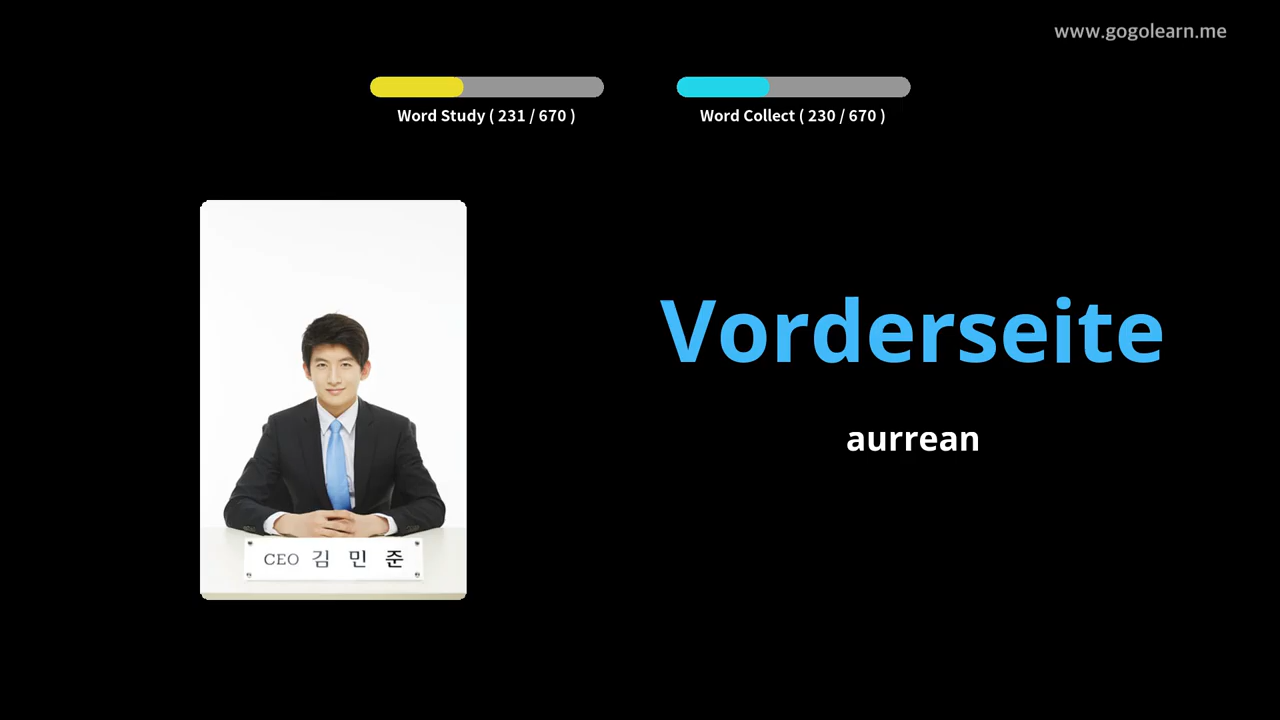 www.gogolearn.me
Word Study ( 231 / 670 )
Word Collect ( 230 / 670 )
Vorderseite
aurrean
CEO 김 민 준